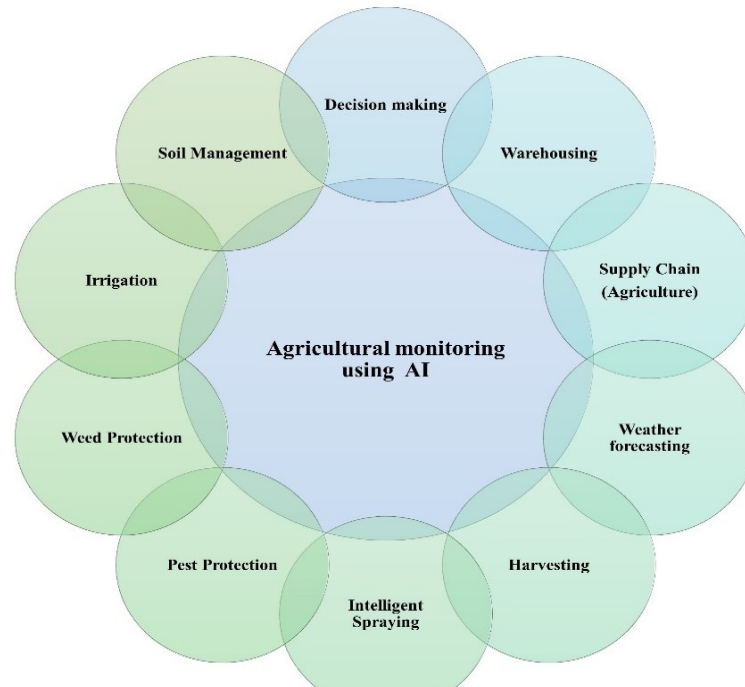 Decision making
Warehousing
Supply Chain
(Agriculture)
Weather
forecasting
Harvesting
Intelligent
Spraying
Pest Protection
Weed Protection
Irrigation
Soil Management
Agricultural monitoring
using AI